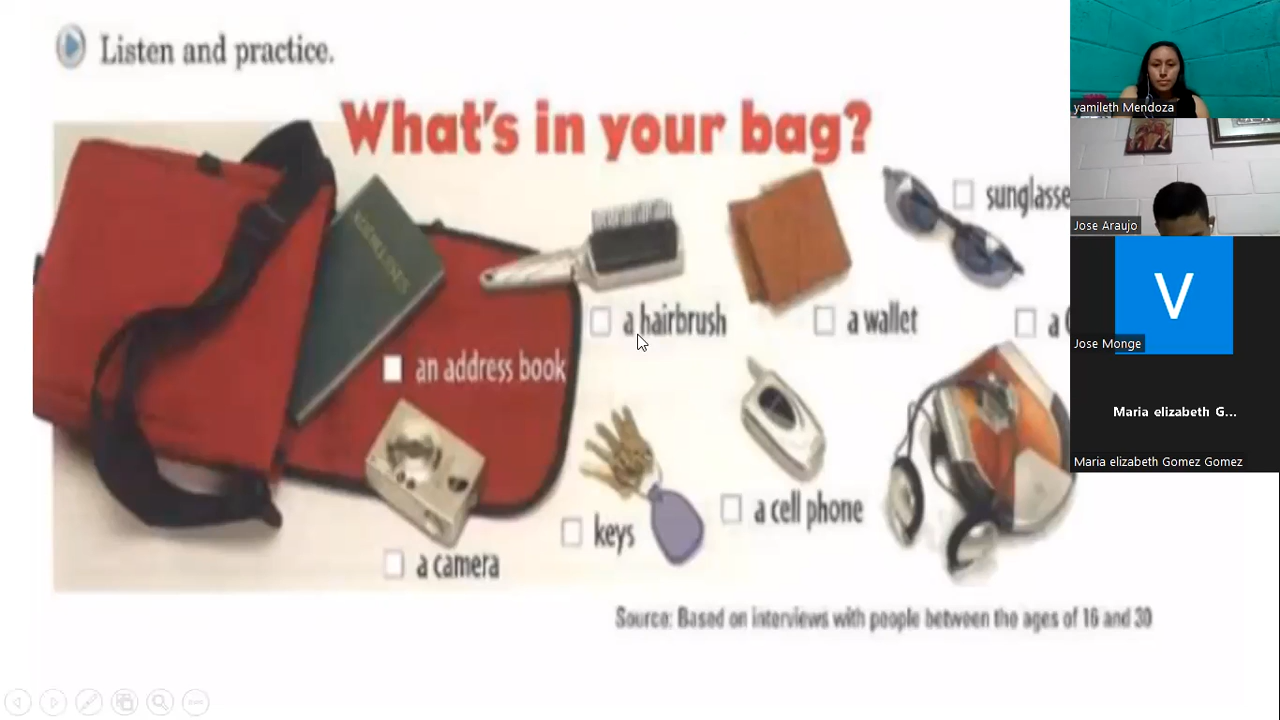 Listen and practice.
What's in your bag?
sunglasse
a hairbrush
a wallet
a
an address book
a cell phone
keys
a camera
Source: Based on interviews with people between the ages of 16 and 30
yamileth Mendoza
Jose Araujo
V
Jose Monge
Maria elizabeth G...
Maria elizabeth Gomez Gomez